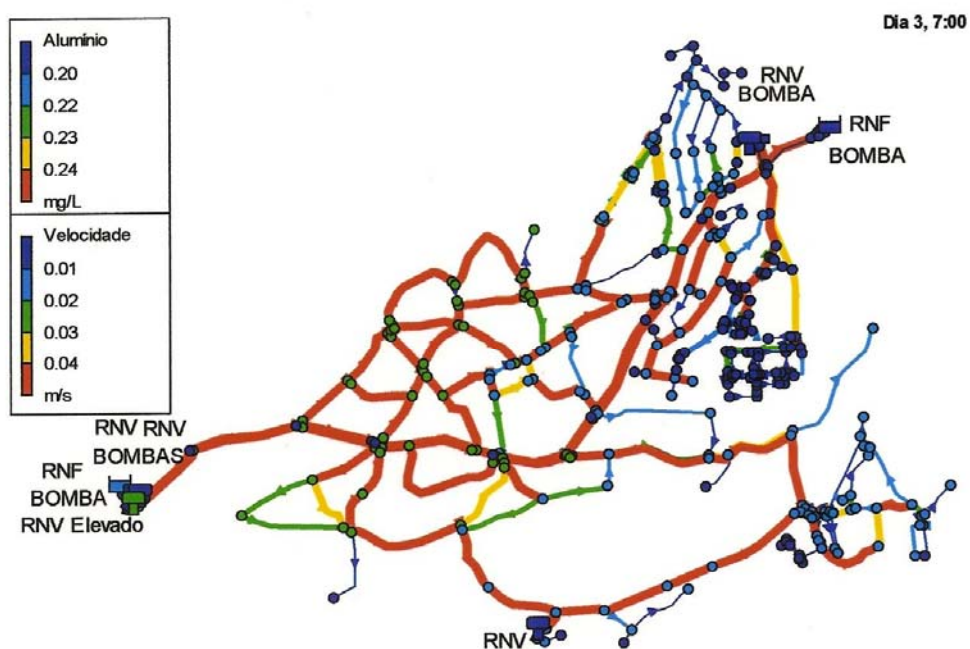 Dia 3, 7:00
Alumínio
0.20
0.22
0.23
0.24
mg/L
Velocidade
0.01
0.02
0.03
0.04
m/s
RNV
BOMBA
RNF
BOMBA
RNV RNV
BOMBAS
RNF
BOMBA
RNV Elevado
RNV